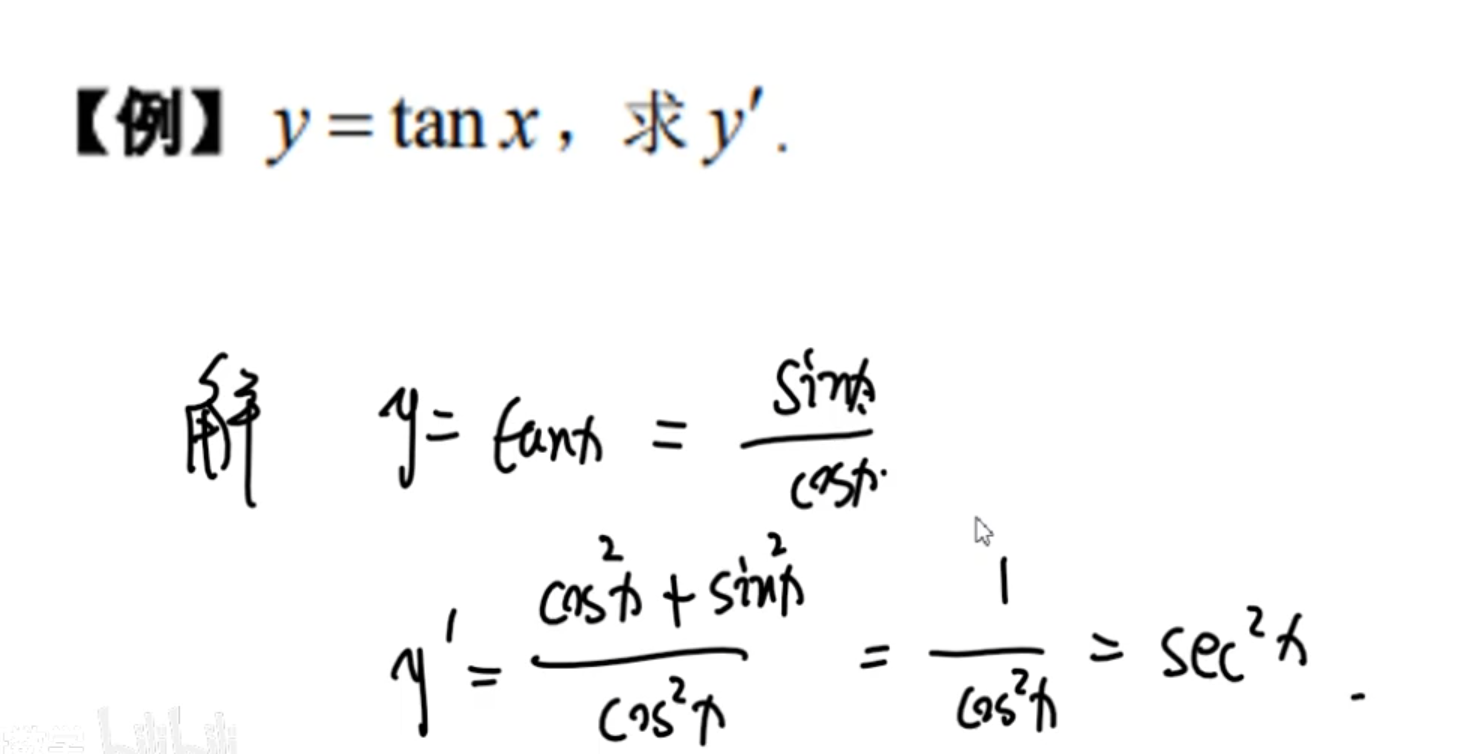 【例】 y = tan x，求 y′.
解 y = tanx = sinx / cosx.
y' = cos²x + sin²x / cos²x = 1 / cos²x = sec²x.